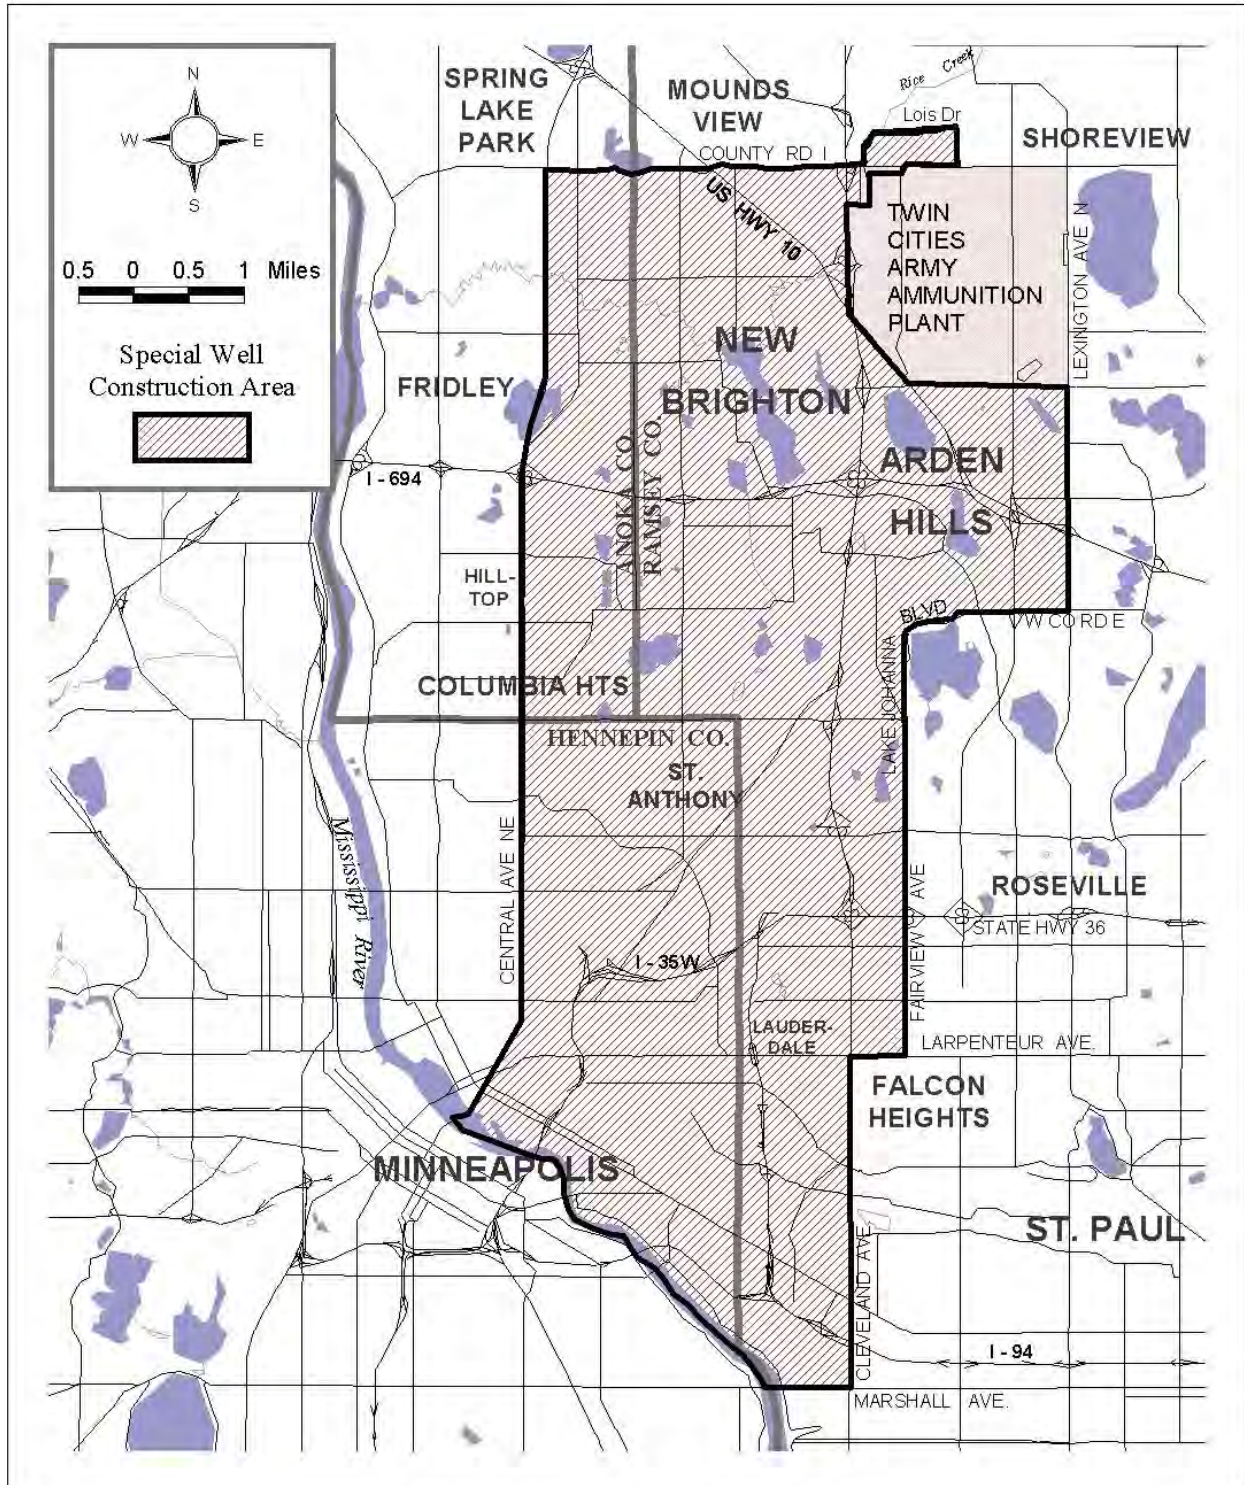 N
W
E
S
0.5 0 0.5 1 Miles
Special Well
Construction Area
SPRING
LAKE
PARK
MOUNDS
VIEW
Rice Creek
Lois Dr
SHOREVIEW
COUNTY RD I
US HWY 10
TWIN
CITIES
ARMY
AMMUNITION
PLANT
LEXINGTON AVE N
FRIDLEY
NEW
BRIGHTON
ANOKA CO.
RAMSEY CO.
ARDEN
HILLS
I - 694
HILL-
TOP
LAKE JOHANNA
BLVD
W CO RD E
COLUMBIA HTS
HENNEPIN CO.
ST.
ANTHONY
Mississippi River
CENTRAL AVE NE
ROSEVILLE
STATE HWY 36
FAIRVIEW AVE
I - 35W
LAUDER-
DALE
LARPENTEUR AVE.
FALCON
HEIGHTS
MINNEAPOLIS
ST. PAUL
CLEVELAND AVE
I - 94
MARSHALL AVE.